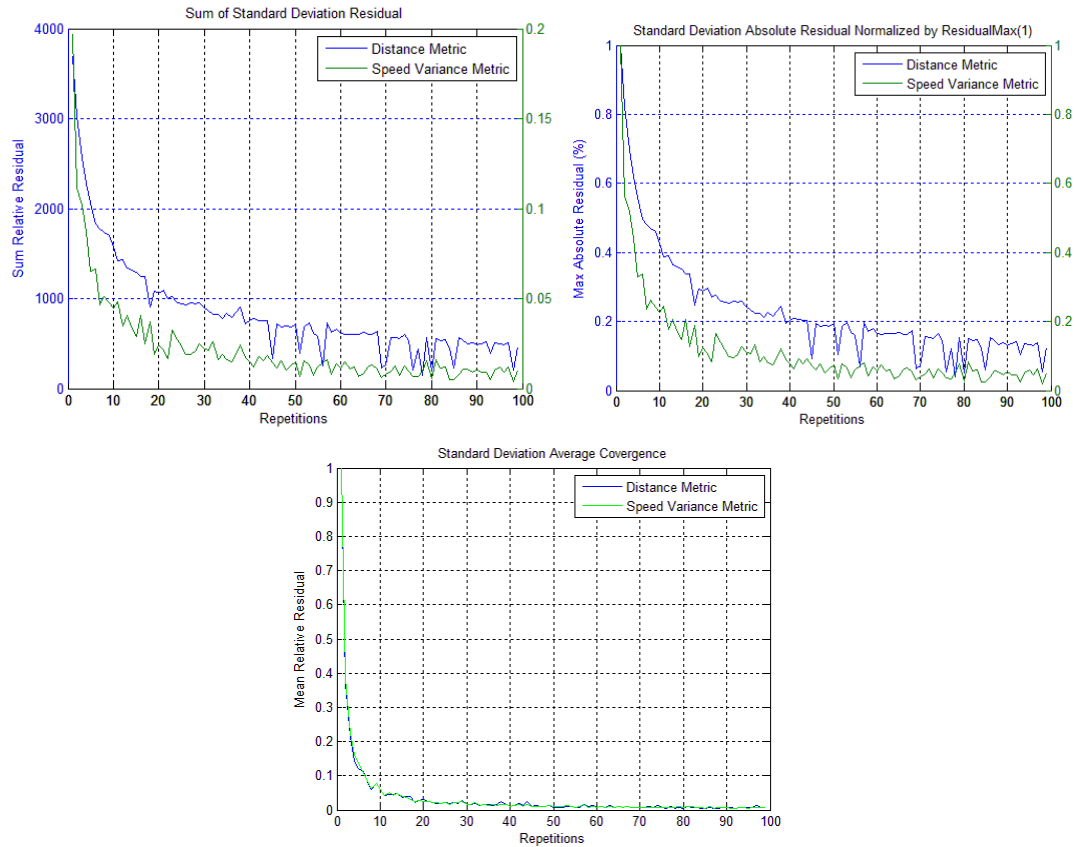 Sum of Standard Deviation Residual
Distance Metric
Speed Variance Metric
4000
3000
2000
1000
0
0.2
0.15
0.1
0.05
0
Sum Relative Residual
0 10 20 30 40 50 60 70 80 90 100
Repetitions
Standard Deviation Absolute Residual Normalized by ResidualMax(1)
Distance Metric
Speed Variance Metric
1
0.8
0.6
0.4
0.2
0
1
0.8
0.6
0.4
0.2
0
Max Absolute Residual (%)
0 10 20 30 40 50 60 70 80 90 100
Repetitions
Standard Deviation Average Covergence
Distance Metric
Speed Variance Metric
1
0.9
0.8
0.7
0.6
0.5
0.4
0.3
0.2
0.1
0
Mean Relative Residual
0 10 20 30 40 50 60 70 80 90 100
Repetitions